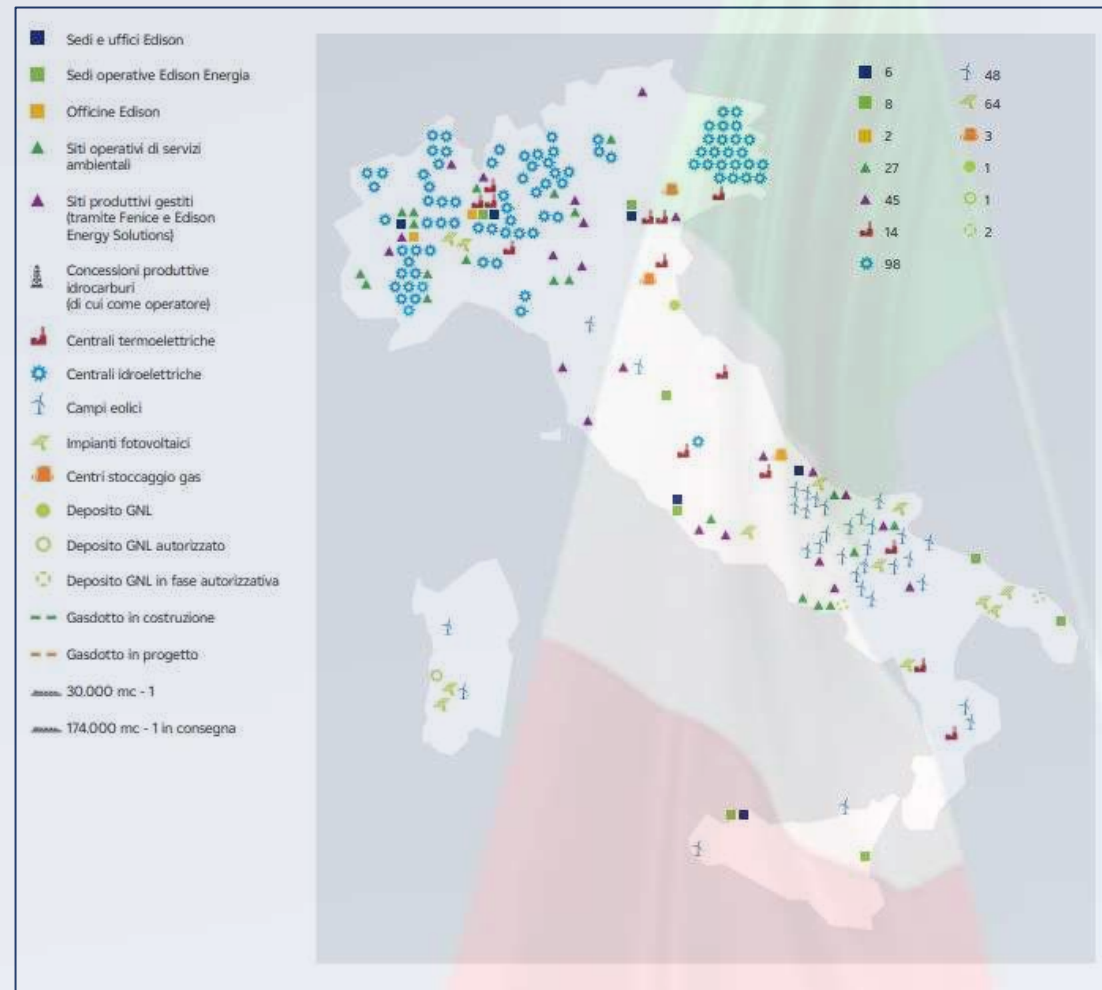 Sedi e uffici Edison
Sedi operative Edison Energia
Officine Edison
Siti operativi di servizi
ambientali
Siti produttivi gestiti
(tramite Fenice e Edison
Energy Solutions)
Concessioni produttive
idrocarburi
(di cui come operatore)
Centrali termoelettriche
Centrali idroelettriche
Campi eolici
Impianti fotovoltaici
Centri stoccaggio gas
Deposito GNL
Deposito GNL autorizzato
Deposito GNL in fase autorizzativa
Gasdotto in costruzione
Gasdotto in progetto
30.000 mc - 1
174.000 mc - 1 in consegna
6
8
2
27
45
14
98
48
64
3
1
1
2